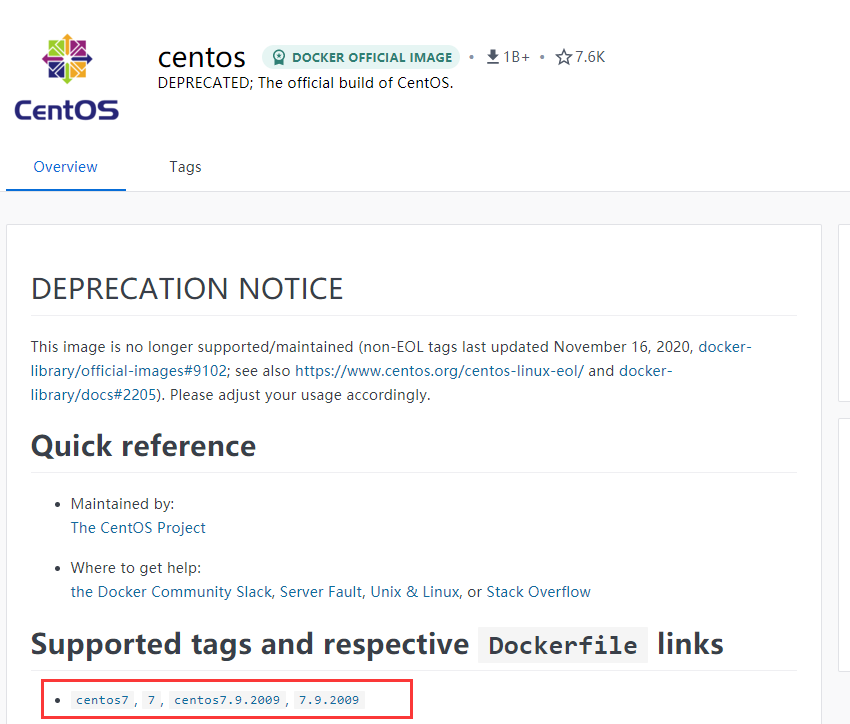 centos DOCKER OFFICIAL IMAGE • 1B+ • 7.6K
DEPRECATED; The official build of CentOS.
CentOS
Overview Tags
DEPRECATION NOTICE
This image is no longer supported/maintained (non-EOL tags last updated November 16, 2020, docker-
library/official-images#9102; see also https://www.centos.org/centos-linux-eol/ and docker-
library/docs#2205). Please adjust your usage accordingly.
Quick reference
• Maintained by:
The CentOS Project
• Where to get help:
the Docker Community Slack, Server Fault, Unix & Linux, or Stack Overflow
Supported tags and respective Dockerfile links
• centos7, 7, centos7.9.2009, 7.9.2009